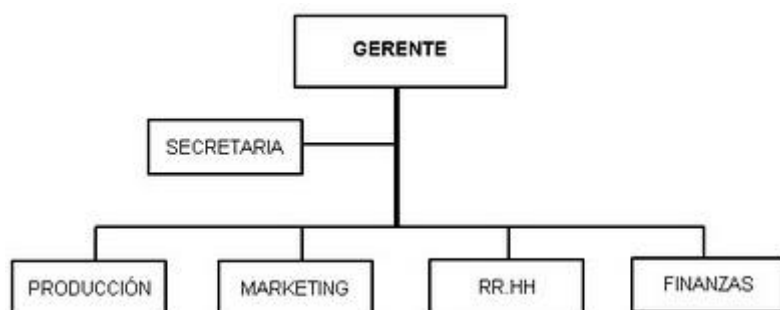 GERENTE
SECRETARIA
PRODUCCIÓN
MARKETING
RR.HH
FINANZAS